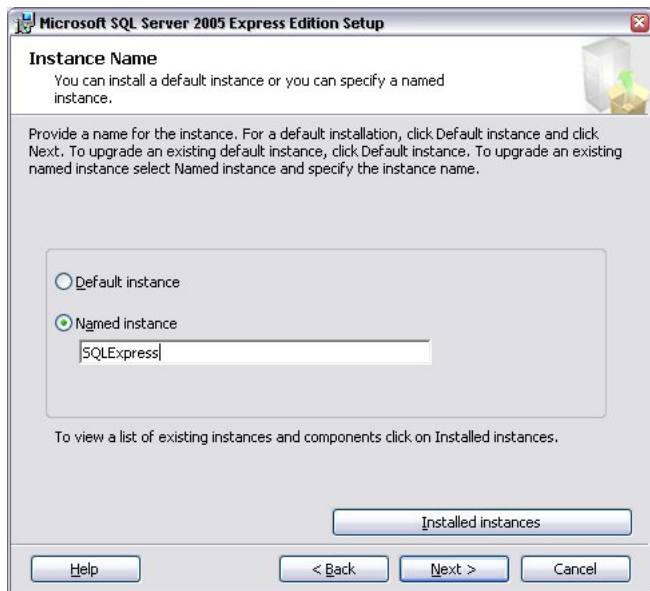 Microsoft SQL Server 2005 Express Edition Setup
Instance Name
You can install a default instance or you can specify a named
instance.
Provide a name for the instance. For a default installation, click Default instance and click
Next. To upgrade an existing default instance, click Default instance. To upgrade an existing
named instance select Named instance and specify the instance name.
Default instance
Named instance
SQLExpress
To view a list of existing instances and components click on Installed instances.
Installed instances
Help
< Back
Next >
Cancel